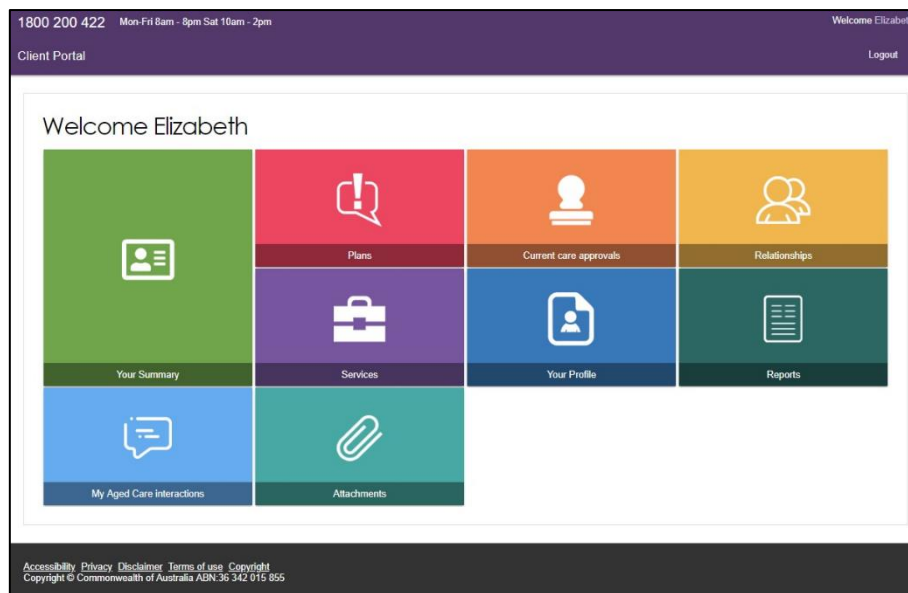 1800 200 422 Mon-Fri 8am - 8pm Sat 10am - 2pm
Welcome Elizabet
Client Portal
Logout
Welcome Elizabeth
Plans
Current care approvals
Relationships
Your Summary
Services
Your Profile
Reports
My Aged Care interactions
Attachments
Accessibility Privacy Disclaimer Terms of use Copyright
Copyright © Commonwealth of Australia ABN:36 342 015 855